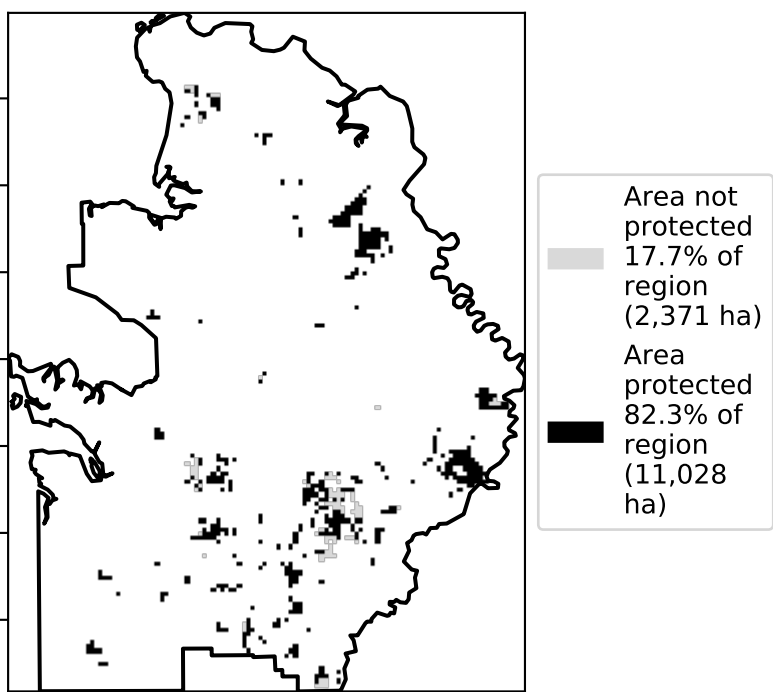 Area not
protected
17.7% of
region
(2,371 ha)
Area
protected
82.3% of
region
(11,028
ha)